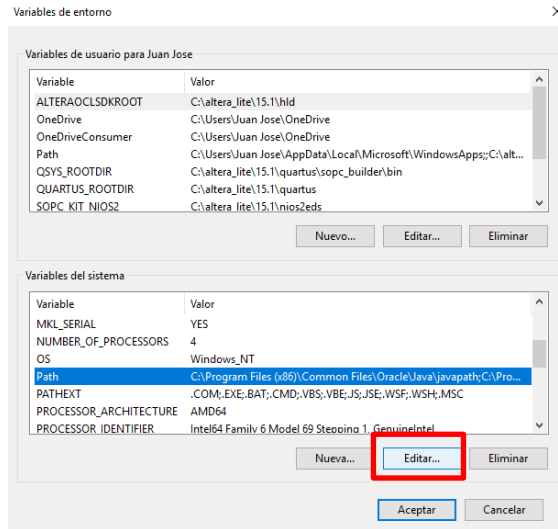 Variables de entorno
Variables de usuario para Juan Jose
Variable Valor
ALTERAOCLSDKROOT C:\altera_lite\15.1\hld
OneDrive C:\Users\Juan Jose\OneDrive
OneDriveConsumer C:\Users\Juan Jose\OneDrive
Path C:\Users\Juan Jose\AppData\Local\Microsoft\WindowsApps;;C:\alt...
QSYS_ROOTDIR C:\altera_lite\15.1\quartus\sopc_builder\bin
QUARTUS_ROOTDIR C:\altera_lite\15.1\quartus
SOPC_KIT_NIOS2 C:\altera_lite\15.1\nios2eds
Nuevo... Editar... Eliminar
Variables del sistema
Variable Valor
MKL_SERIAL YES
NUMBER_OF_PROCESSORS 4
OS Windows_NT
Path C:\Program Files (x86)\Common Files\Oracle\Java\javapath;C:\Pro...
PATHEXT .COM;.EXE;.BAT;.CMD;.VBS;.VBE;.JS;.JSE;.WSF;.WSH;.MSC
PROCESSOR_ARCHITECTURE AMD64
PROCESSOR_IDENTIFIER Intel64 Family 6 Model 69 Stepping 1, GenuineIntel
Nueva... Editar... Eliminar
Aceptar Cancelar